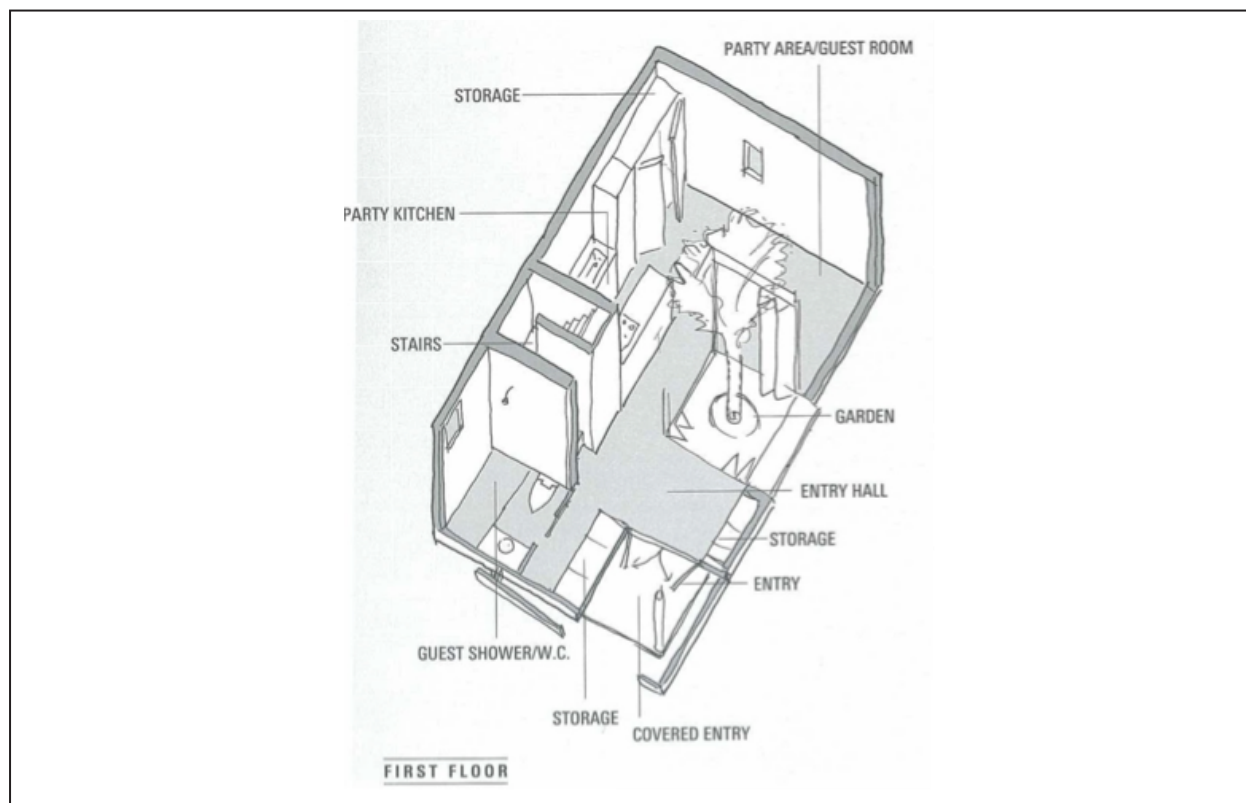 PARTY AREA/GUEST ROOM
STORAGE
PARTY KITCHEN
STAIRS
GARDEN
ENTRY HALL
STORAGE
ENTRY
GUEST SHOWER/W.C.
STORAGE
COVERED ENTRY
FIRST FLOOR